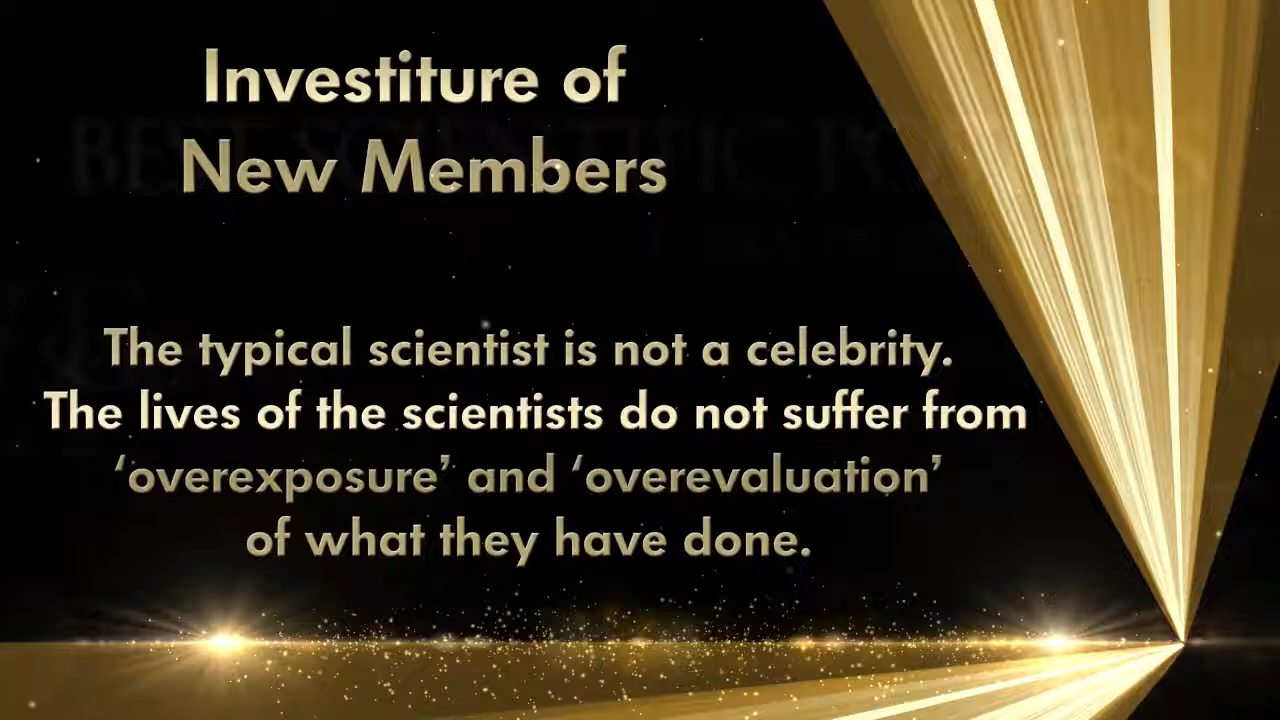 Investiture of
New Members
The typical scientist is not a celebrity.
The lives of the scientists do not suffer from
‘overexposure’ and ‘overevaluation’
of what they have done.